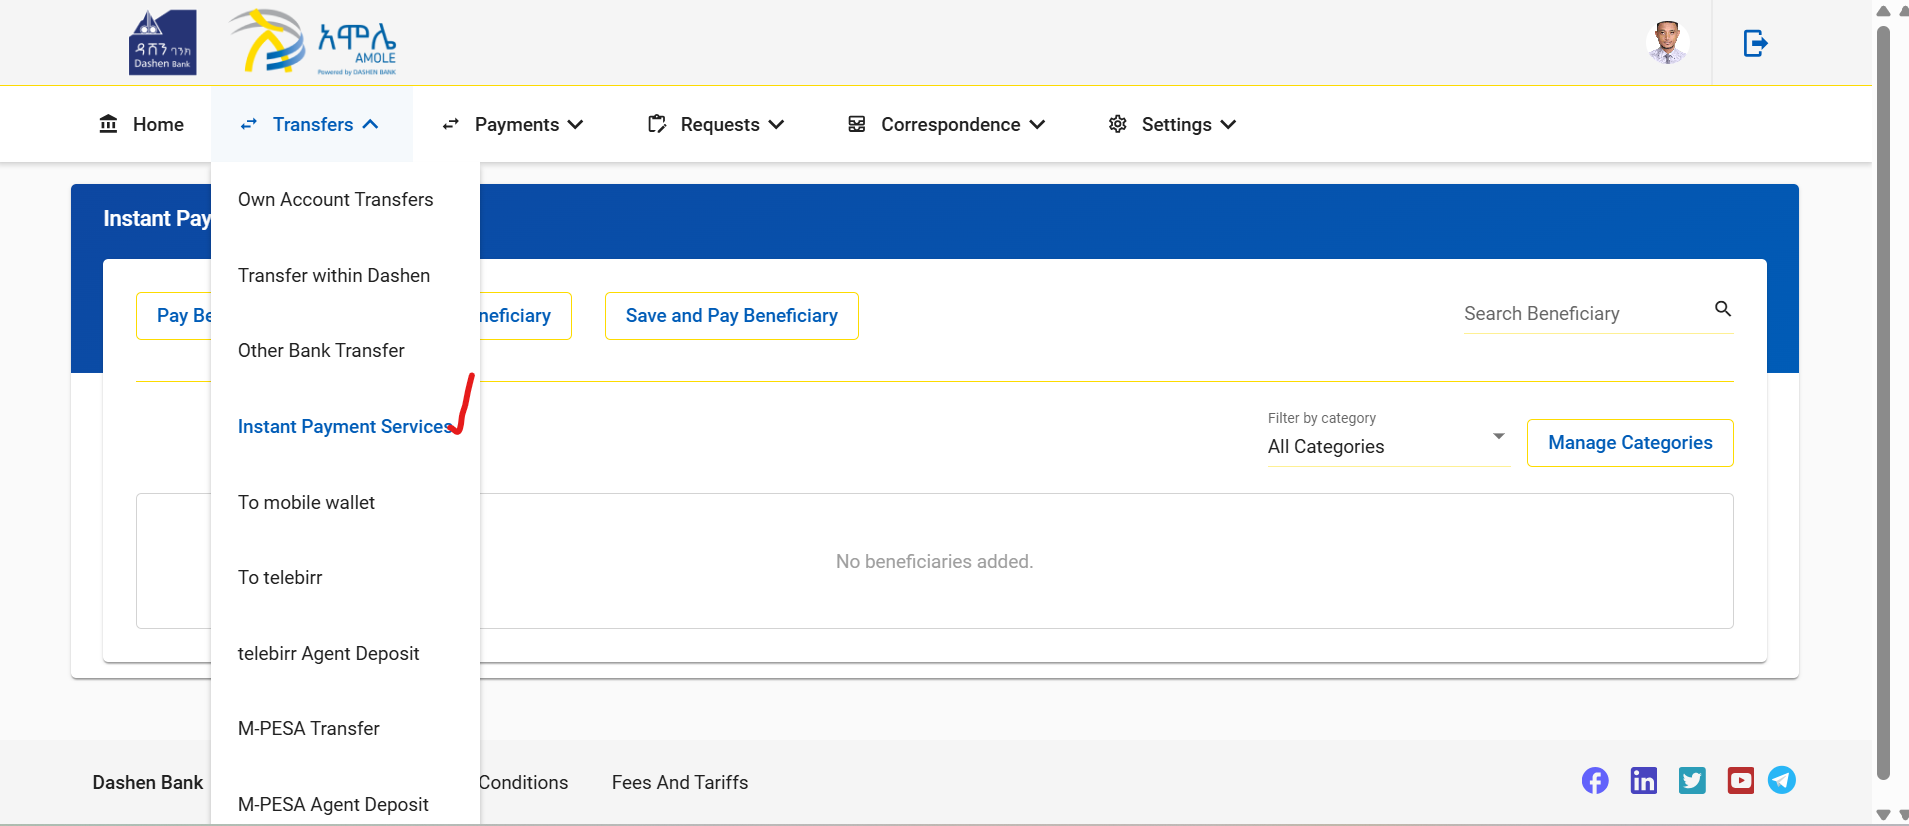 ዳሸን ባንክ
Dashen Bank
አሞሌ
AMOLE
Powered by DASHEN BANK
Home
Transfers
Payments
Requests
Correspondence
Settings
Own Account Transfers
Transfer within Dashen
Other Bank Transfer
Instant Payment Services
To mobile wallet
To telebirr
telebirr Agent Deposit
M-PESA Transfer
M-PESA Agent Deposit
Instant Pay
Pay Be
neficiary
Save and Pay Beneficiary
Search Beneficiary
Filter by category
All Categories
Manage Categories
No beneficiaries added.
Dashen Bank
Conditions
Fees And Tariffs